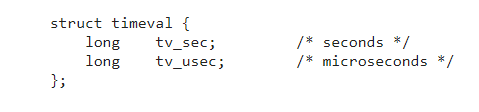 struct timeval {
    long    tv_sec;         /* seconds */
    long    tv_usec;        /* microseconds */
};